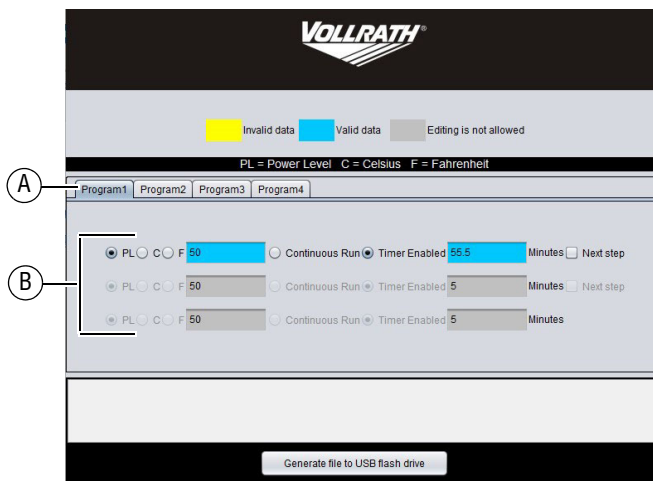 VOLLRATH®
Invalid data Valid data Editing is not allowed
PL = Power Level C = Celsius F = Fahrenheit
A
Program1 Program2 Program3 Program4
PL C F 50 Continuous Run Timer Enabled 55.5 Minutes Next step
B
PL C F 50 Continuous Run Timer Enabled 5 Minutes Next step
PL C F 50 Continuous Run Timer Enabled 5 Minutes
Generate file to USB flash drive